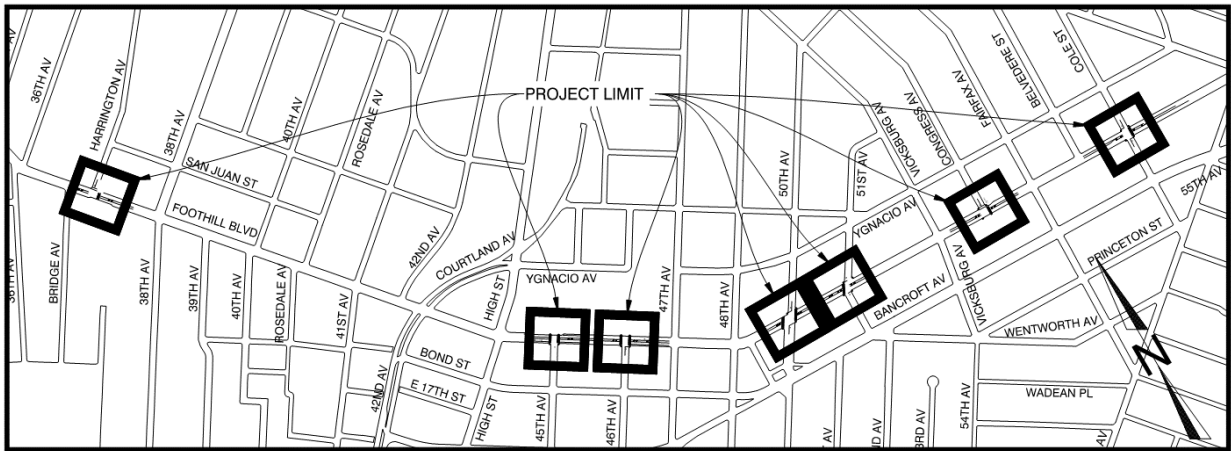 36TH AV
HARRINGTON AV
38TH AV
SAN JUAN ST
40TH AV
ROSEDALE AV
PROJECT LIMIT
50TH AV
51ST AV
VICKSBURG AV
CONGRESS AV
FAIRFAX AV
BELVEDERE ST
COLE ST
55TH AV
FOOTHILL BLVD
42ND AV
COURTLAND AV
YGNACIO AV
YGNACIO AV
PRINCETON ST
BRIDGE AV
38TH AV
39TH AV
40TH AV
ROSEDALE AV
41ST AV
HIGH ST
47TH AV
48TH AV
BANCROFT AV
VICKSBURG AV
WENTWORTH AV
BOND ST
42ND AV
E 17TH ST
HIGH ST
45TH AV
46TH AV
54TH AV
WADEAN PL
N